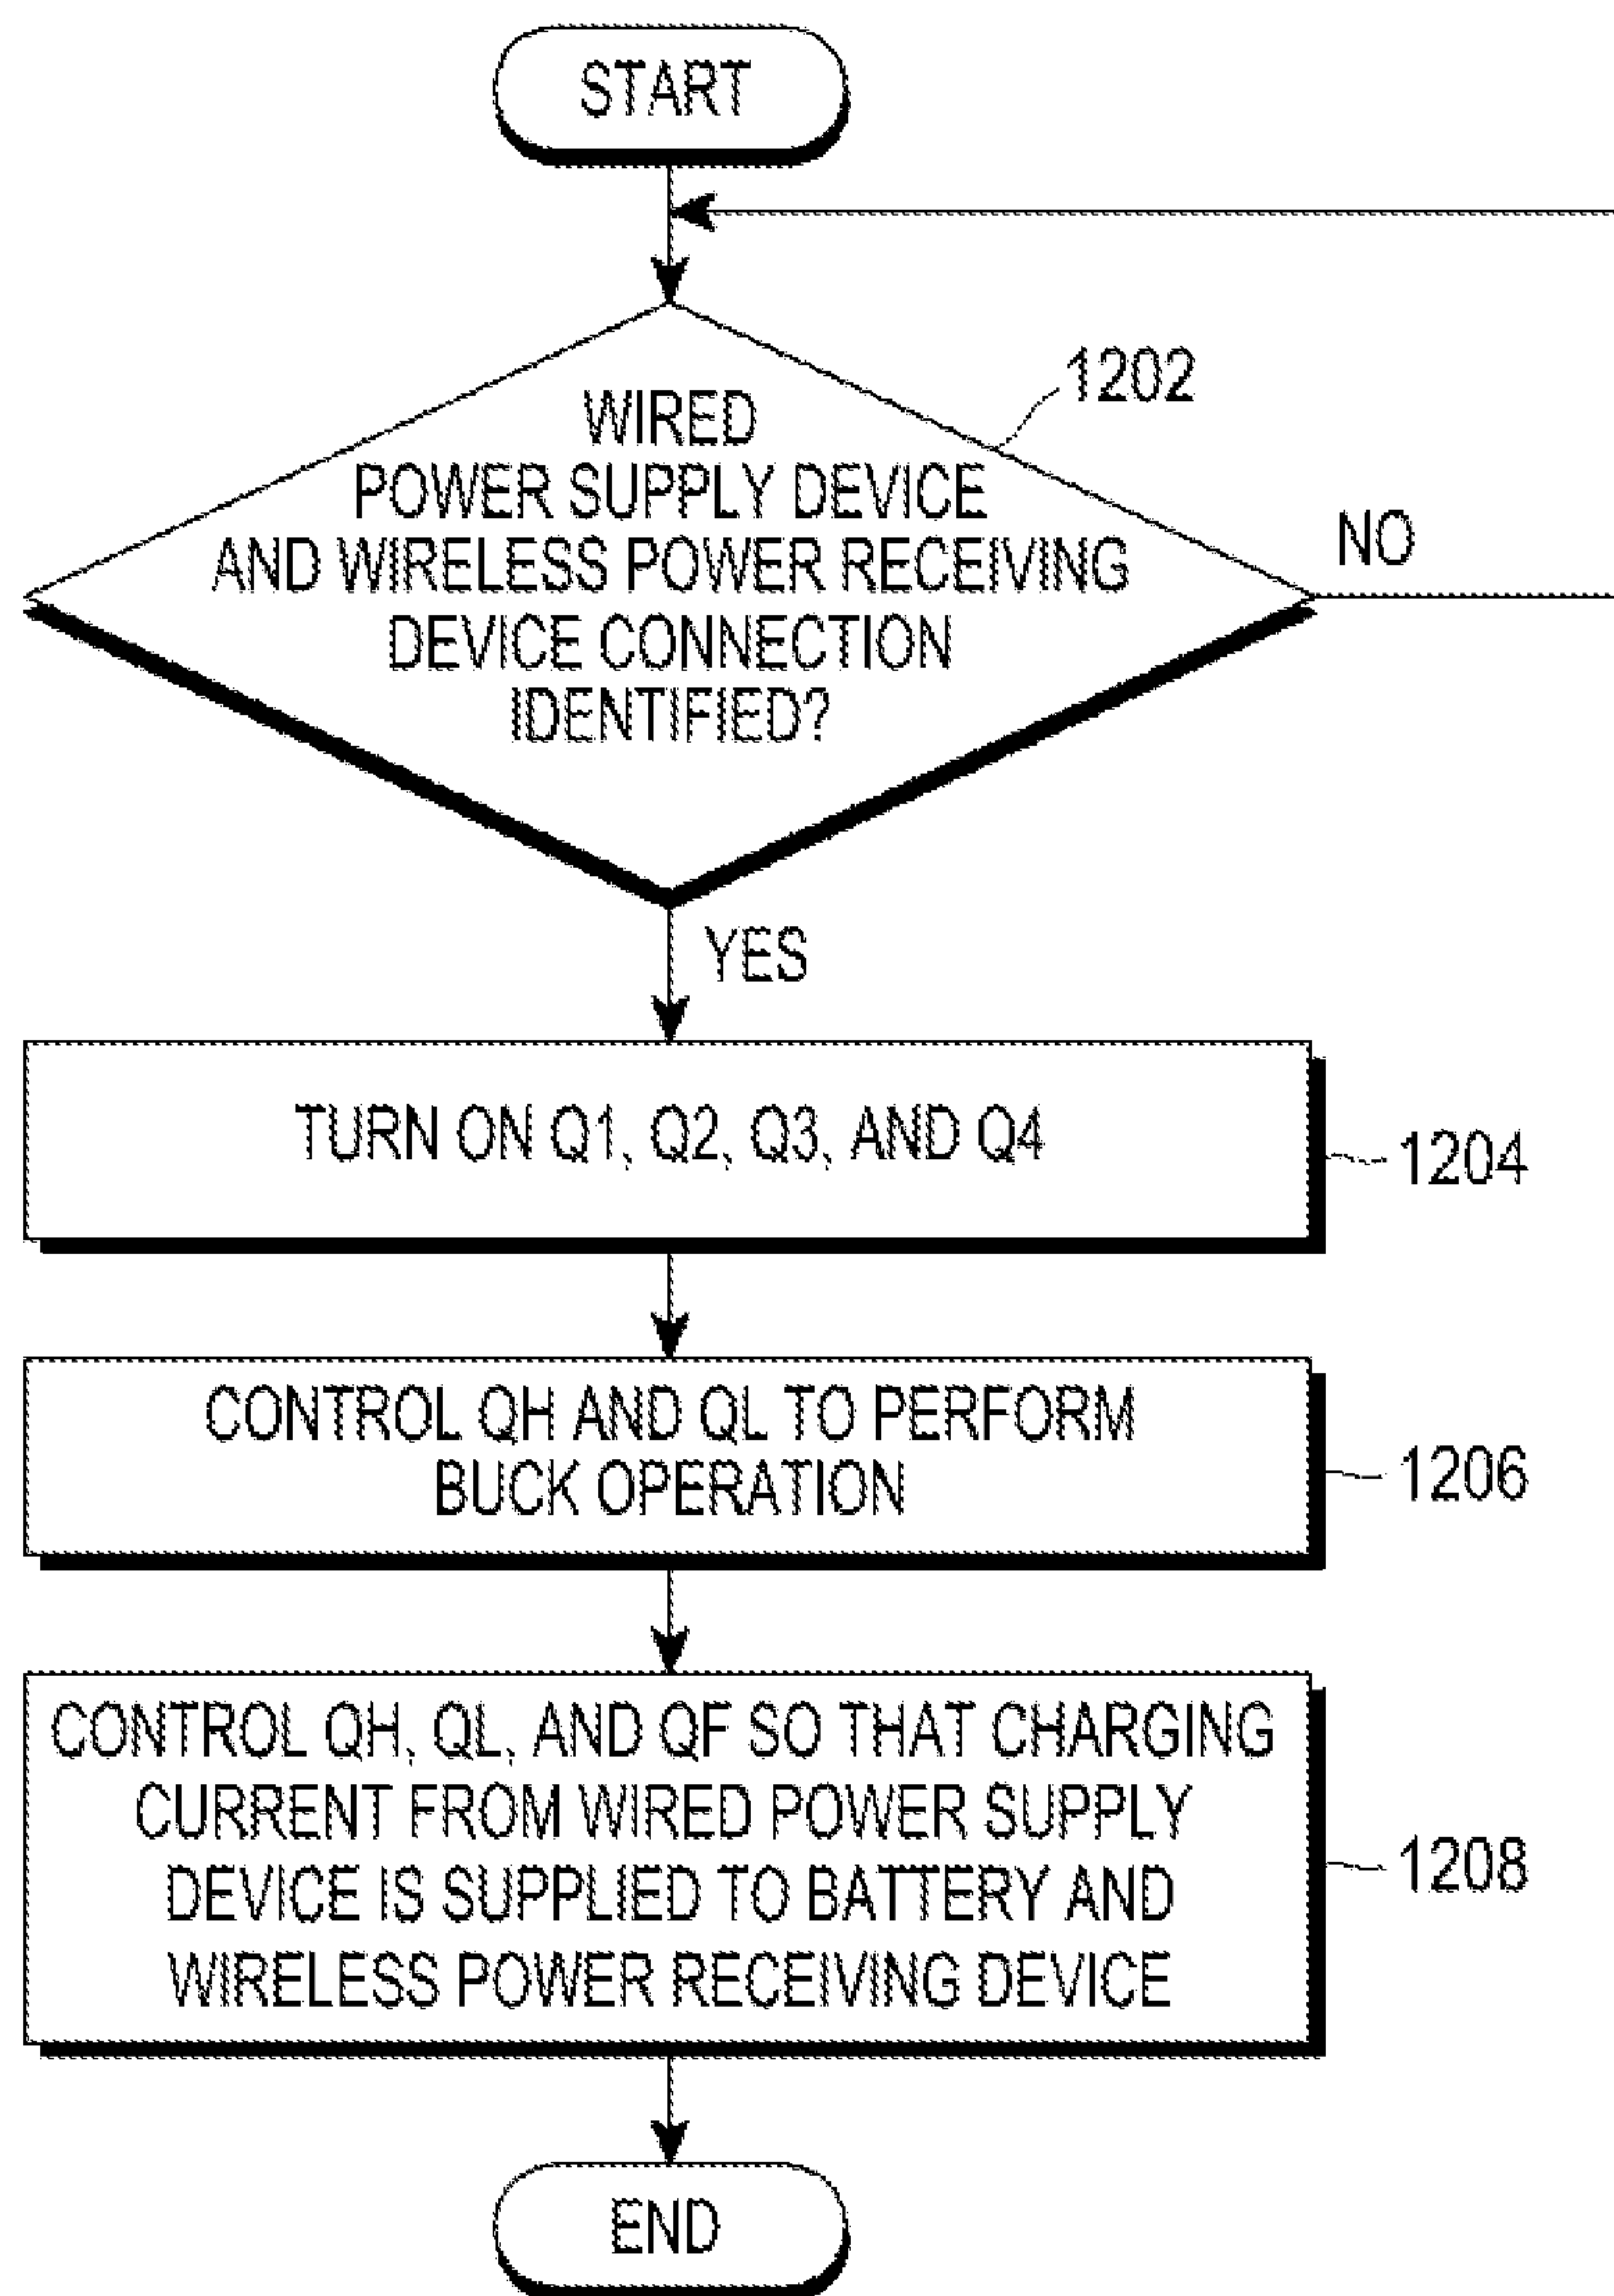 START
1202
WIRED
POWER SUPPLY DEVICE
AND WIRELESS POWER RECEIVING
DEVICE CONNECTION
IDENTIFIED?
NO
YES
TURN ON Q1, Q2, Q3, AND Q4
1204
CONTROL QH AND QL TO PERFORM
BUCK OPERATION
1206
CONTROL QH, QL, AND QF SO THAT CHARGING
CURRENT FROM WIRED POWER SUPPLY
DEVICE IS SUPPLIED TO BATTERY AND
WIRELESS POWER RECEIVING DEVICE
1208
END